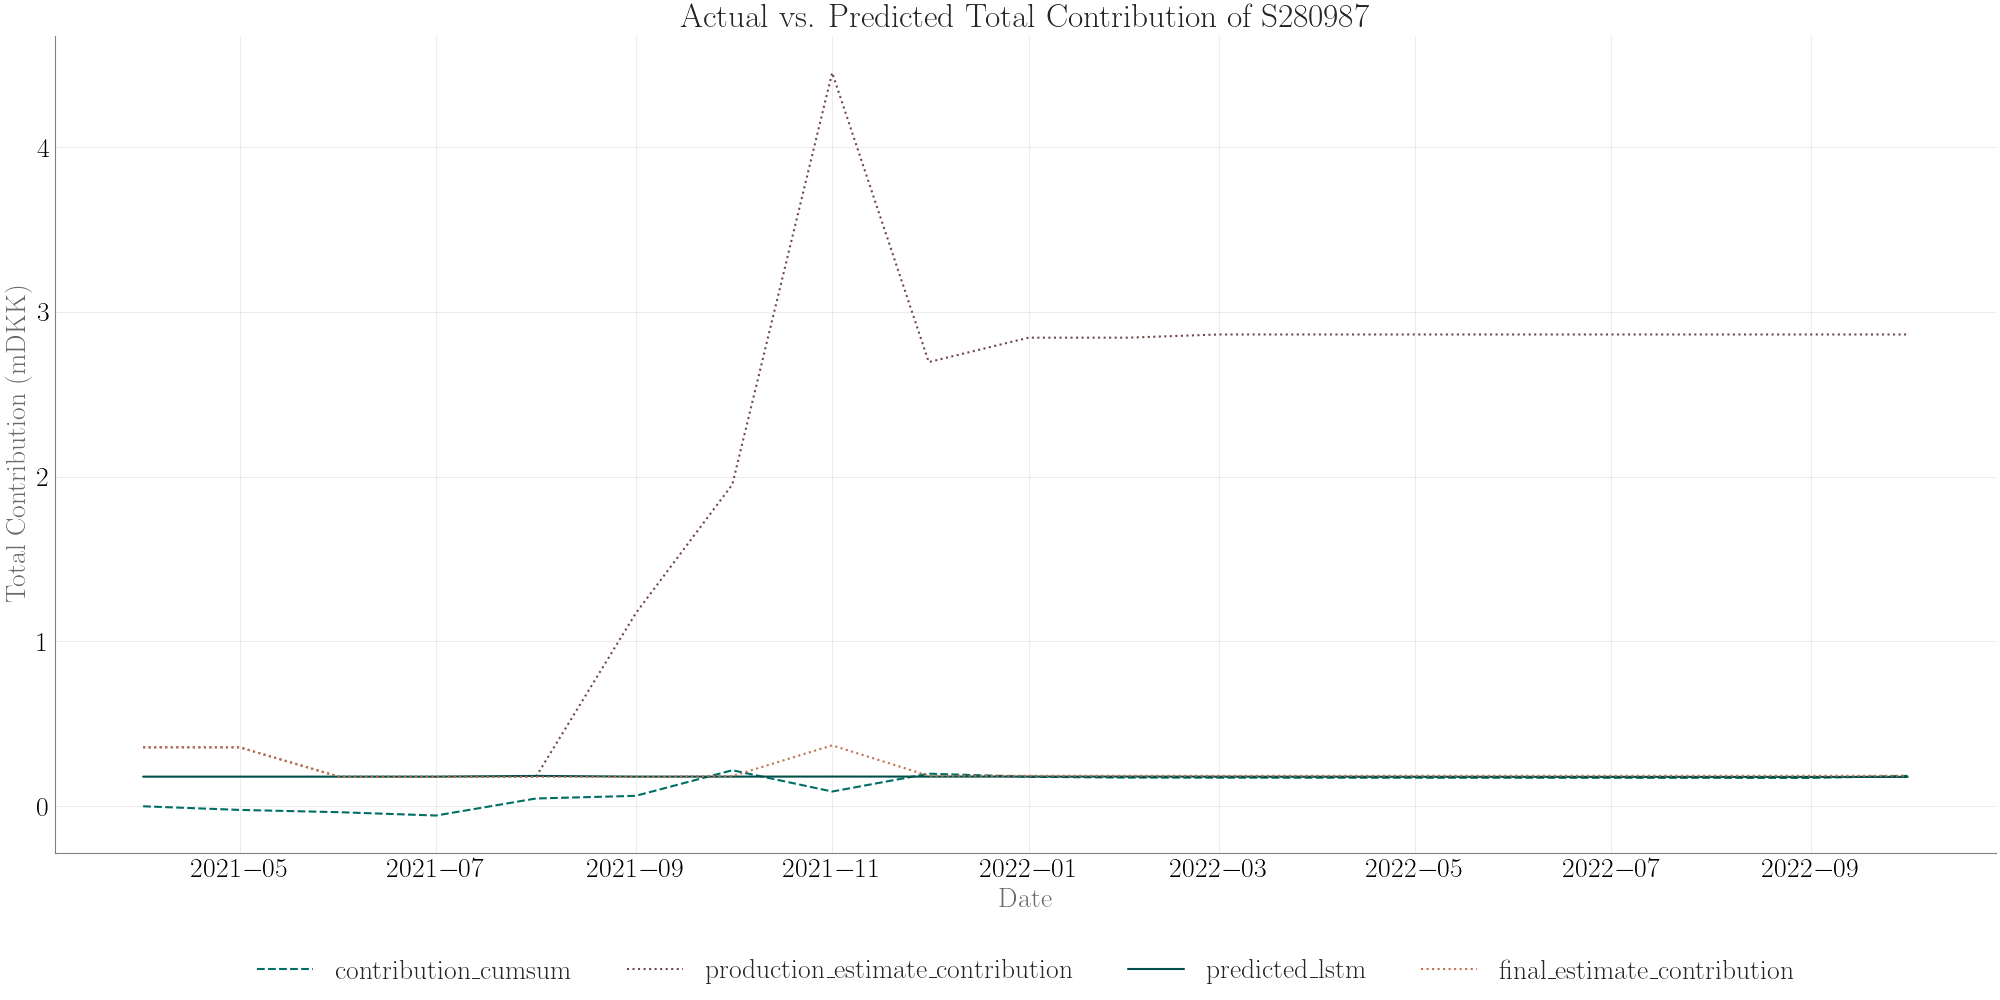 Actual vs. Predicted Total Contribution of S280987
Total Contribution (mDKK)
4
3
2
1
0
2021–05 2021–07 2021–09 2021–11 2022–01 2022–03 2022–05 2022–07 2022–09
Date
contribution_cumsum production_estimate_contribution predicted_lstm final_estimate_contribution